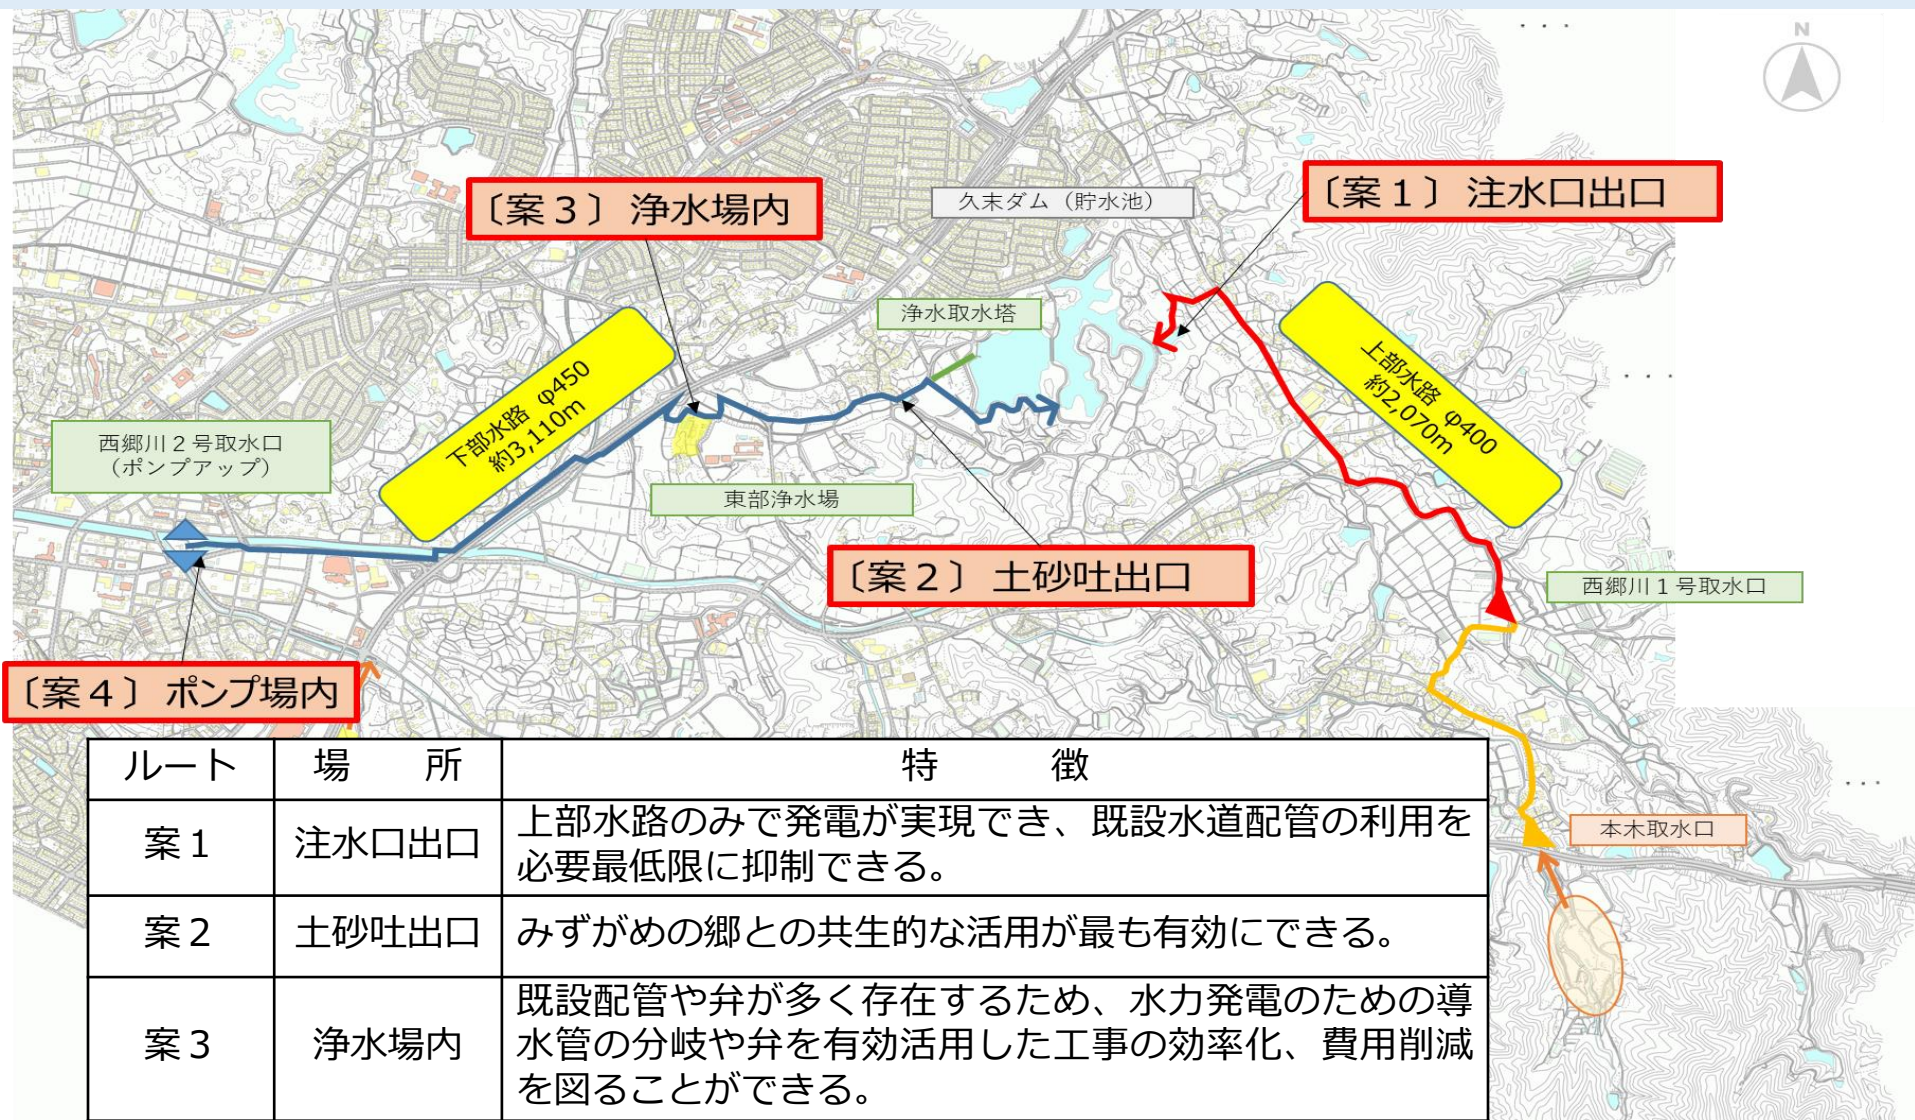 N
〔案３〕浄水場内
久末ダム（貯水池）
〔案１〕注水口出口
浄水取水塔
下部水路 φ450
約3,110m
上部水路 φ400
約2,070m
西郷川２号取水口
（ポンプアップ）
東部浄水場
〔案２〕土砂吐出口
西郷川１号取水口
〔案４〕ポンプ場内
本木取水口
ルート 場所 特徴
案１ 注水口出口 上部水路のみで発電が実現でき、既設水道配管の利用を
必要最低限に抑制できる。
案２ 土砂吐出口 みずがめの郷との共生的な活用が最も有効にできる。
案３ 浄水場内 既設配管や弁が多く存在するため、水力発電のための導
水管の分岐や弁を有効活用した工事の効率化、費用削減
を図ることができる。